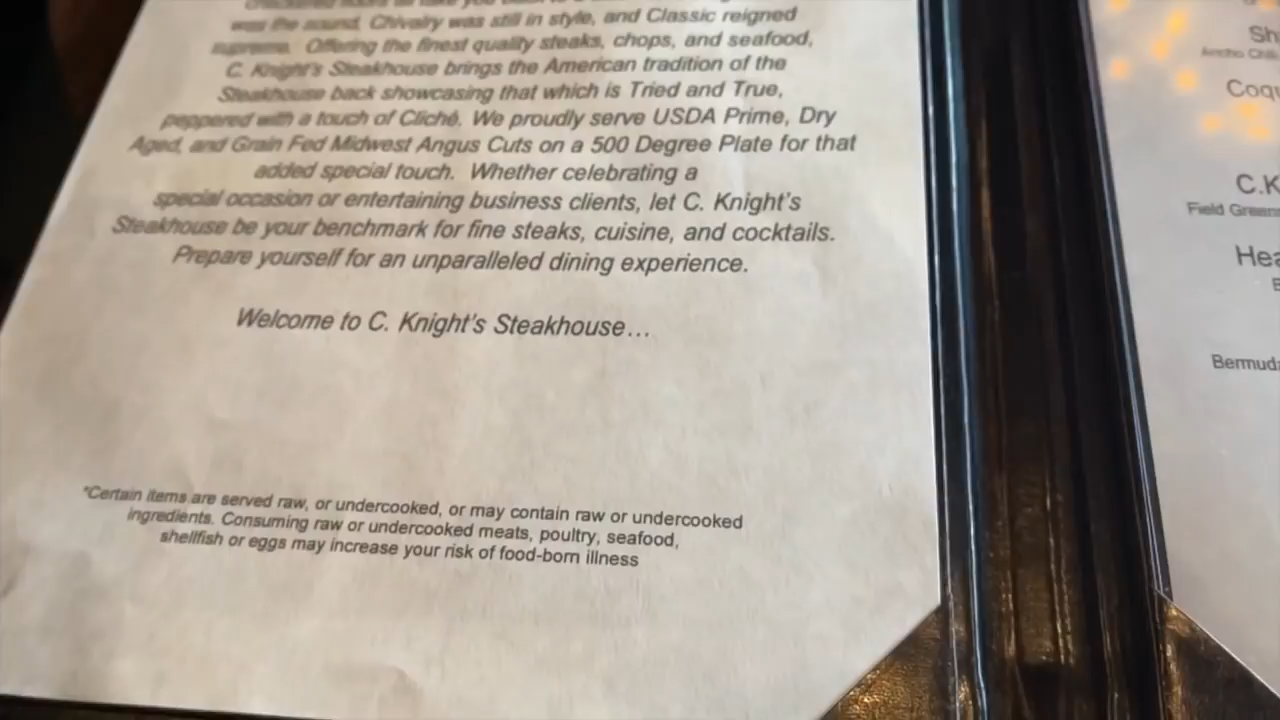 was the sound. Chivalry was still in style, and Classic reigned
supreme. Offering the finest quality steaks, chops, and seafood,
C. Knight's Steakhouse brings the American tradition of the
Steakhouse back showcasing that which is Tried and True,
peppered with a touch of Cliché. We proudly serve USDA Prime, Dry
Aged, and Grain Fed Midwest Angus Cuts on a 500 Degree Plate for that
added special touch. Whether celebrating a
special occasion or entertaining business clients, let C. Knight's
Steakhouse be your benchmark for fine steaks, cuisine, and cocktails.
Prepare yourself for an unparalleled dining experience.
Welcome to C. Knight's Steakhouse...
*Certain items are served raw, or undercooked, or may contain raw or undercooked
ingredients. Consuming raw or undercooked meats, poultry, seafood,
shellfish or eggs may increase your risk of food-born illness
Sh
Ancho Chili
Coqu
C.K
Field Greens
Hea
Bermuda